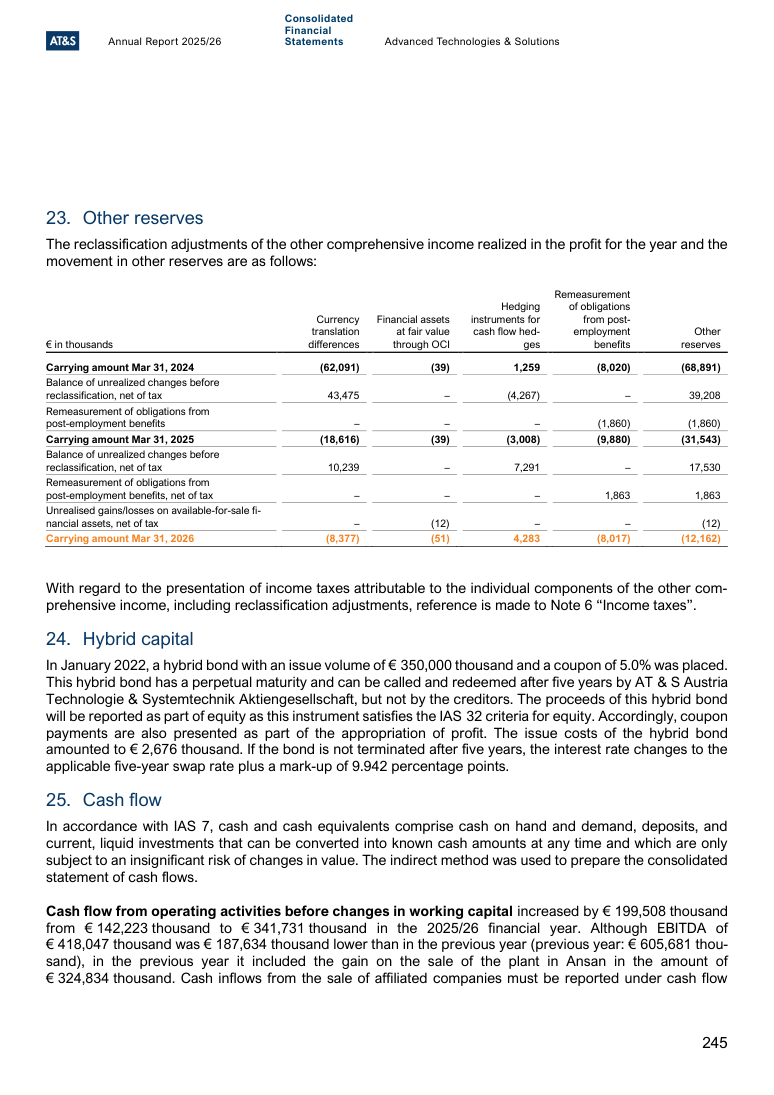 Consolidated
Financial
Statements
AT&S Annual Report 2025/26 Advanced Technologies & Solutions
23. Other reserves
The reclassification adjustments of the other comprehensive income realized in the profit for the year and the
movement in other reserves are as follows:
€ in thousands Currency translation differences Financial assets at fair value through OCI Hedging instruments for cash flow hed-ges Remeasurement of obligations from post-employment benefits Other reserves
Carrying amount Mar 31, 2024 (62,091) (39) 1,259 (8,020) (68,891)
Balance of unrealized changes before
reclassification, net of tax 43,475 – (4,267) – 39,208
Remeasurement of obligations from
post-employment benefits – – – (1,860) (1,860)
Carrying amount Mar 31, 2025 (18,616) (39) (3,008) (9,880) (31,543)
Balance of unrealized changes before
reclassification, net of tax 10,239 – 7,291 – 17,530
Remeasurement of obligations from
post-employment benefits, net of tax – – – 1,863 1,863
Unrealised gains/losses on available-for-sale fi-
nancial assets, net of tax – (12) – – (12)
Carrying amount Mar 31, 2026 (8,377) (51) 4,283 (8,017) (12,162)
With regard to the presentation of income taxes attributable to the individual components of the other com-
prehensive income, including reclassification adjustments, reference is made to Note 6 “Income taxes”.
24. Hybrid capital
In January 2022, a hybrid bond with an issue volume of € 350,000 thousand and a coupon of 5.0% was placed.
This hybrid bond has a perpetual maturity and can be called and redeemed after five years by AT & S Austria
Technologie & Systemtechnik Aktiengesellschaft, but not by the creditors. The proceeds of this hybrid bond
will be reported as part of equity as this instrument satisfies the IAS 32 criteria for equity. Accordingly, coupon
payments are also presented as part of the appropriation of profit. The issue costs of the hybrid bond
amounted to € 2,676 thousand. If the bond is not terminated after five years, the interest rate changes to the
applicable five-year swap rate plus a mark-up of 9.942 percentage points.
25. Cash flow
In accordance with IAS 7, cash and cash equivalents comprise cash on hand and demand, deposits, and
current, liquid investments that can be converted into known cash amounts at any time and which are only
subject to an insignificant risk of changes in value. The indirect method was used to prepare the consolidated
statement of cash flows.
Cash flow from operating activities before changes in working capital increased by € 199,508 thousand
from € 142,223 thousand to € 341,731 thousand in the 2025/26 financial year. Although EBITDA of
€ 418,047 thousand was € 187,634 thousand lower than in the previous year (previous year: € 605,681 thou-
sand), in the previous year it included the gain on the sale of the plant in Ansan in the amount of
€ 324,834 thousand. Cash inflows from the sale of affiliated companies must be reported under cash flow
245